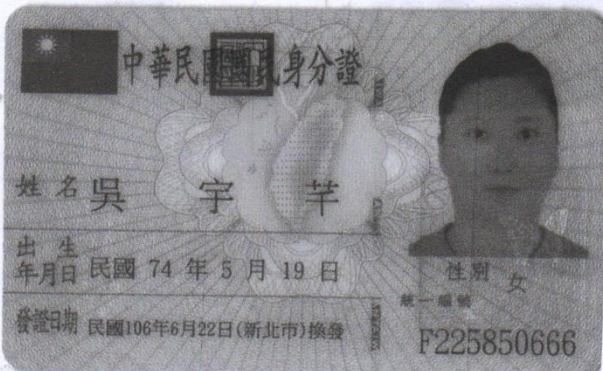 中華民國國民身分證
姓名 吳宇芊
出生年月日 民國 74 年 5 月 19 日
性別 女
發證日期 民國106年6月22日(新北市)換發
統一編號
F225850666